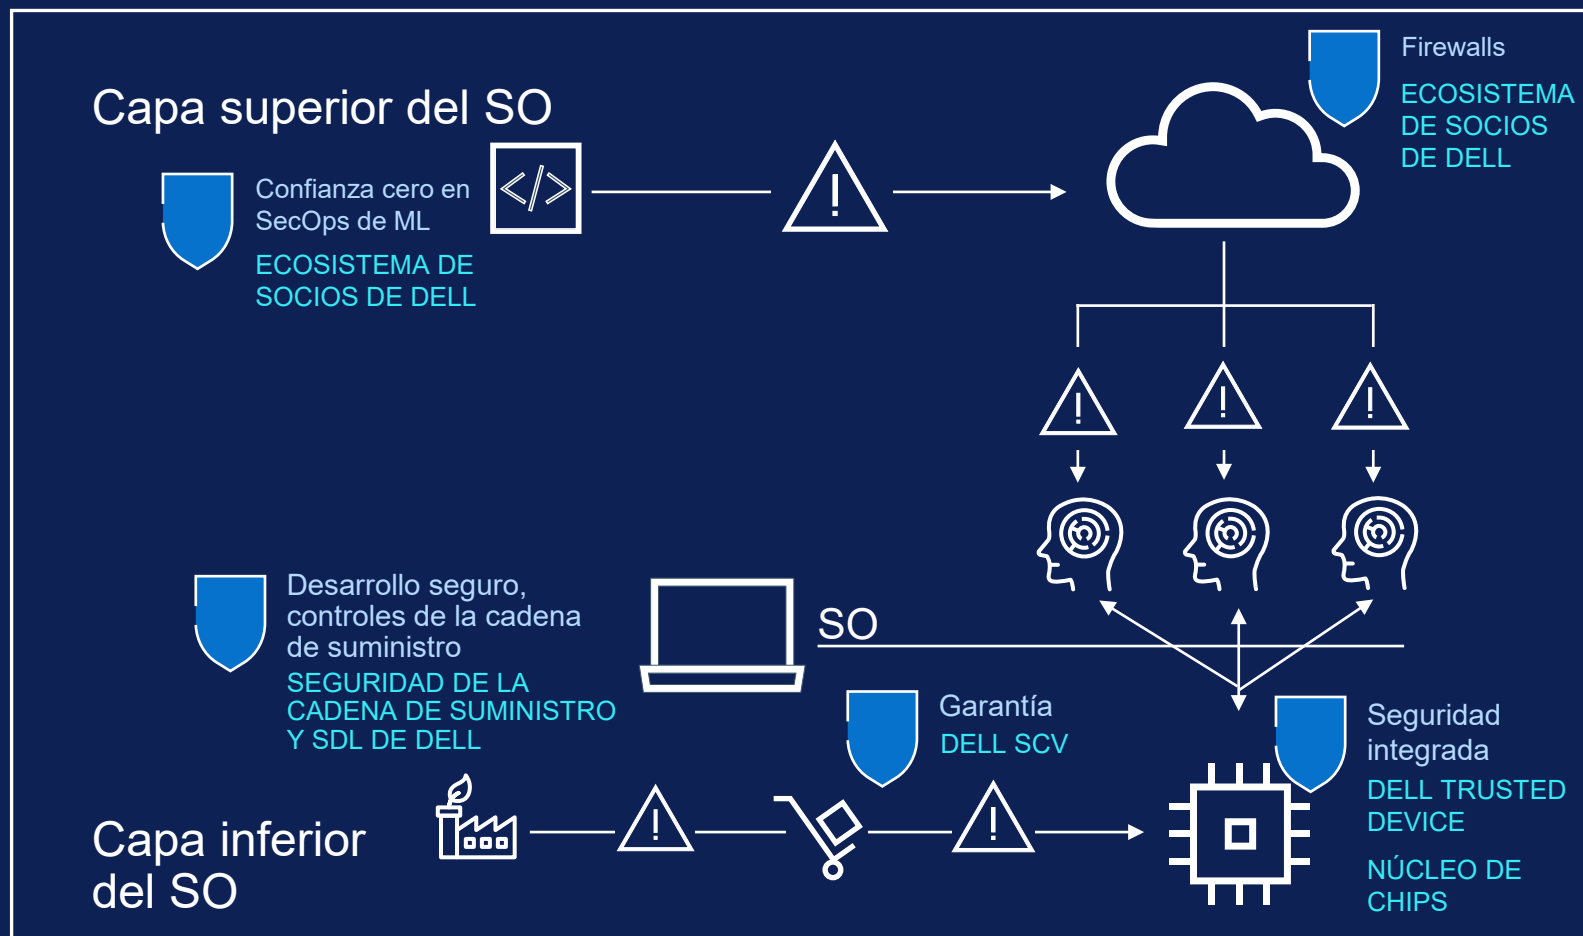 Capa superior del SO
Confianza cero en
SecOps de ML
ECOSISTEMA DE
SOCIOS DE DELL
</>
Firewalls
ECOSISTEMA
DE SOCIOS
DE DELL
Desarrollo seguro,
controles de la cadena
de suministro
SEGURIDAD DE LA
CADENA DE SUMINISTRO
Y SDL DE DELL
SO
Garantía
DELL SCV
Seguridad
integrada
DELL TRUSTED
DEVICE
NÚCLEO DE
CHIPS
Capa inferior
del SO